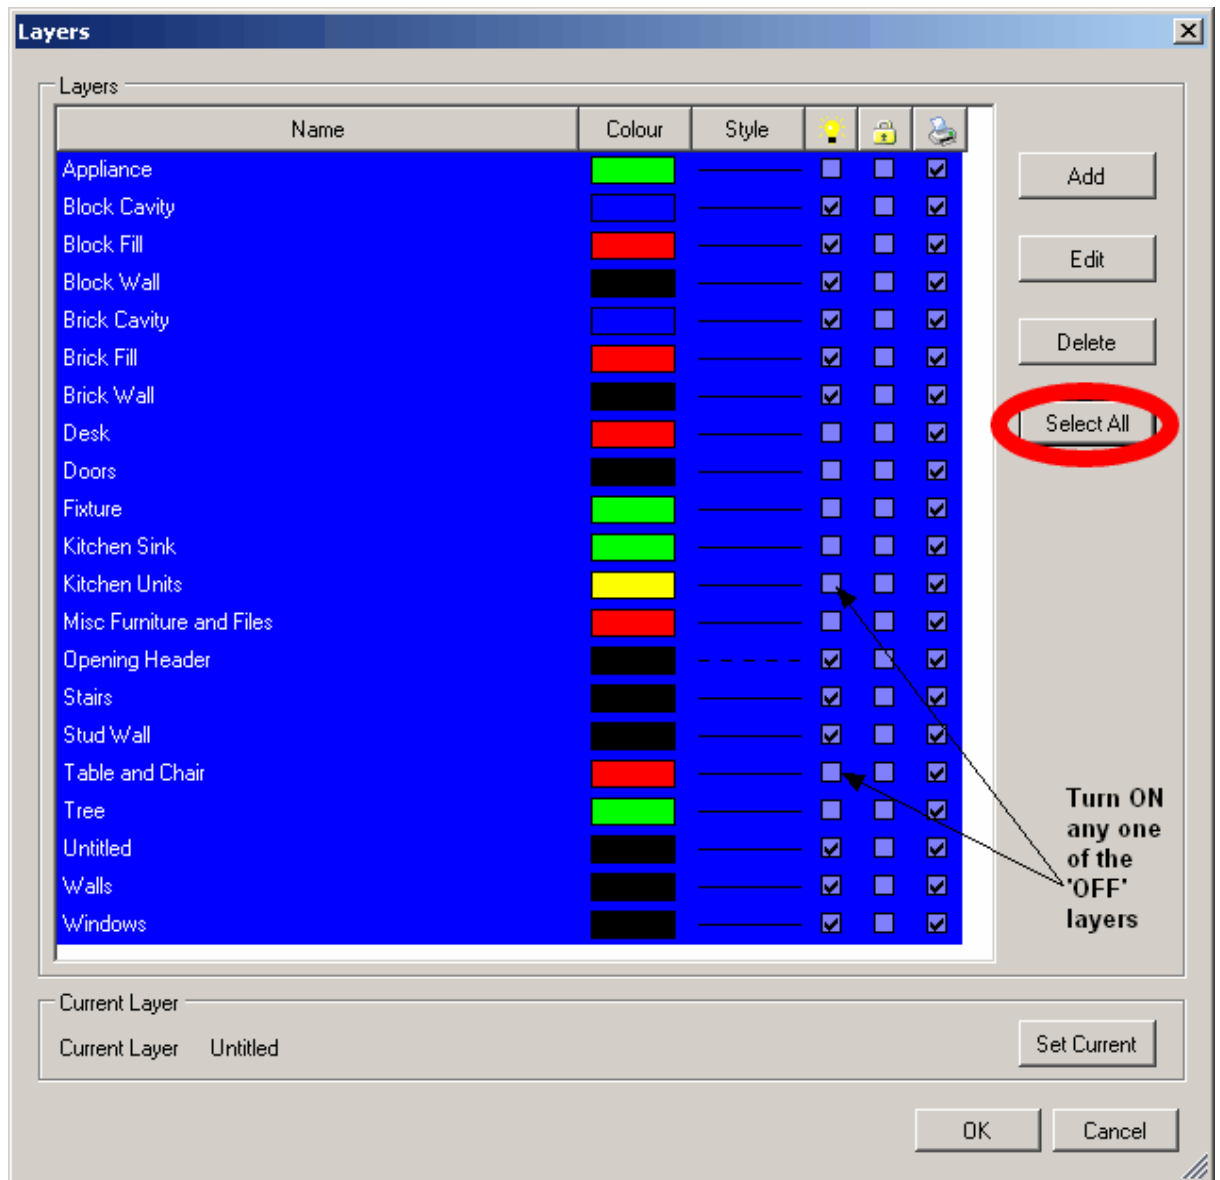 Layers
Layers
Name Colour Style
Appliance
Block Cavity
Block Fill
Block Wall
Brick Cavity
Brick Fill
Brick Wall
Desk
Doors
Fixture
Kitchen Sink
Kitchen Units
Misc Furniture and Files
Opening Header
Stairs
Stud Wall
Table and Chair
Tree
Untitled
Walls
Windows
Add
Edit
Delete
Select All
Turn ON
any one
of the
'OFF'
layers
Current Layer
Current Layer Untitled
Set Current
OK Cancel